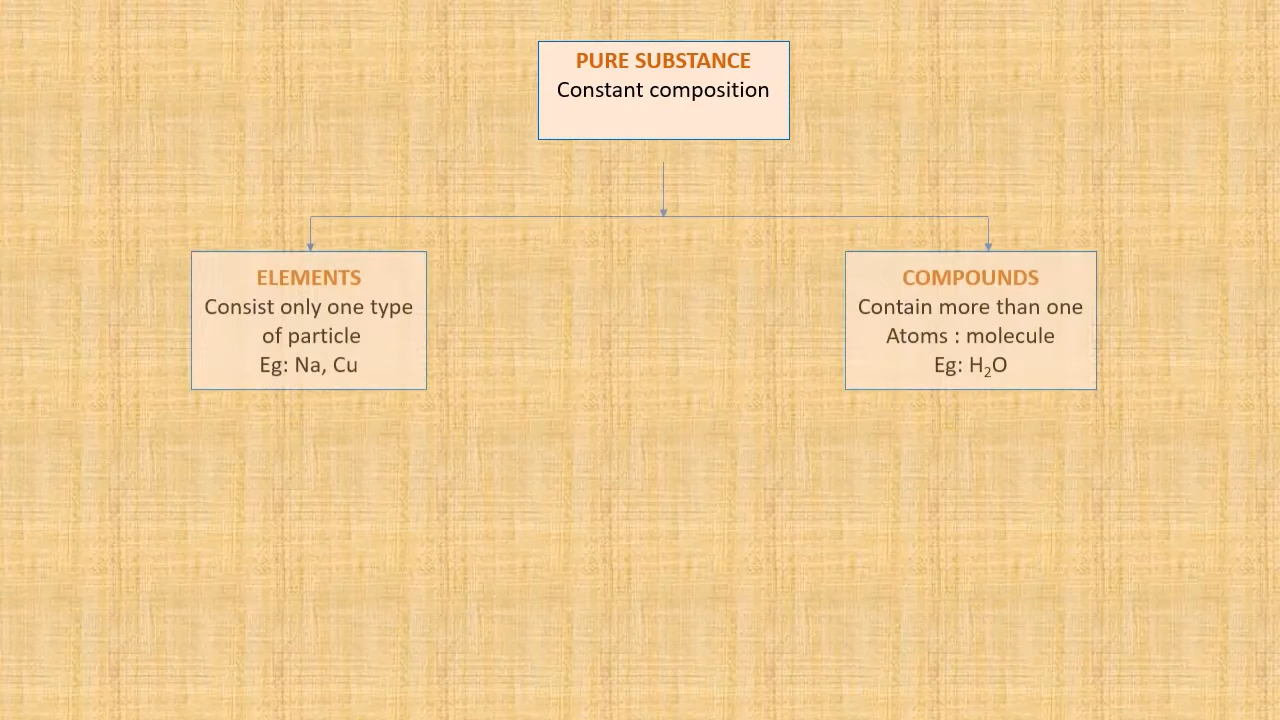 PURE SUBSTANCE
Constant composition
ELEMENTS
Consist only one type
of particle
Eg: Na, Cu
COMPOUNDS
Contain more than one
Atoms : molecule
Eg: H₂O